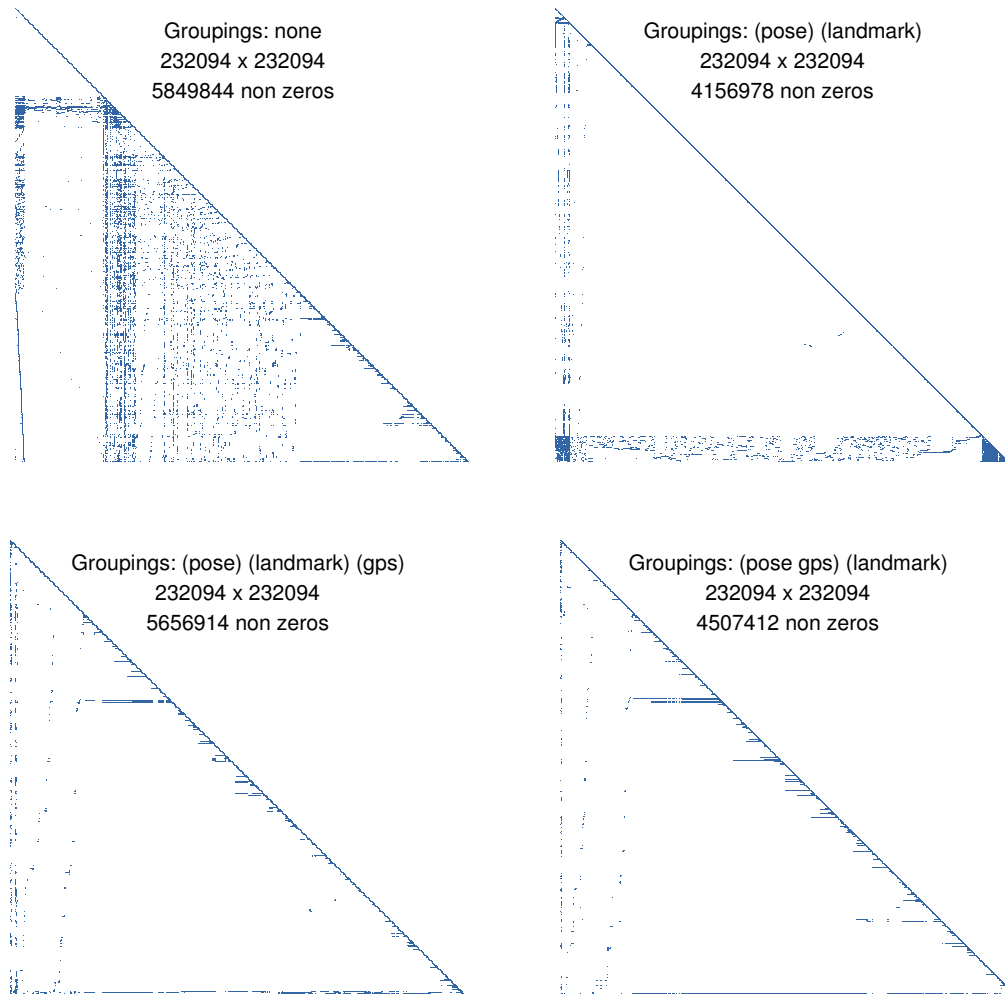 Groupings: none
232094 x 232094
5849844 non zeros
Groupings: (pose) (landmark)
232094 x 232094
4156978 non zeros
Groupings: (pose) (landmark) (gps)
232094 x 232094
5656914 non zeros
Groupings: (pose gps) (landmark)
232094 x 232094
4507412 non zeros